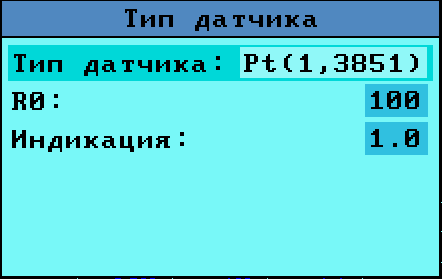 Тип датчика
Тип датчика: Pt(1,3851)
R0: 100
Индикация: 1.0